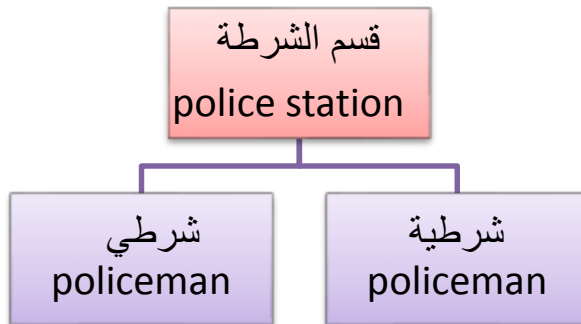 قسم الشرطة
police station
شرطي
policeman
شرطية
policeman